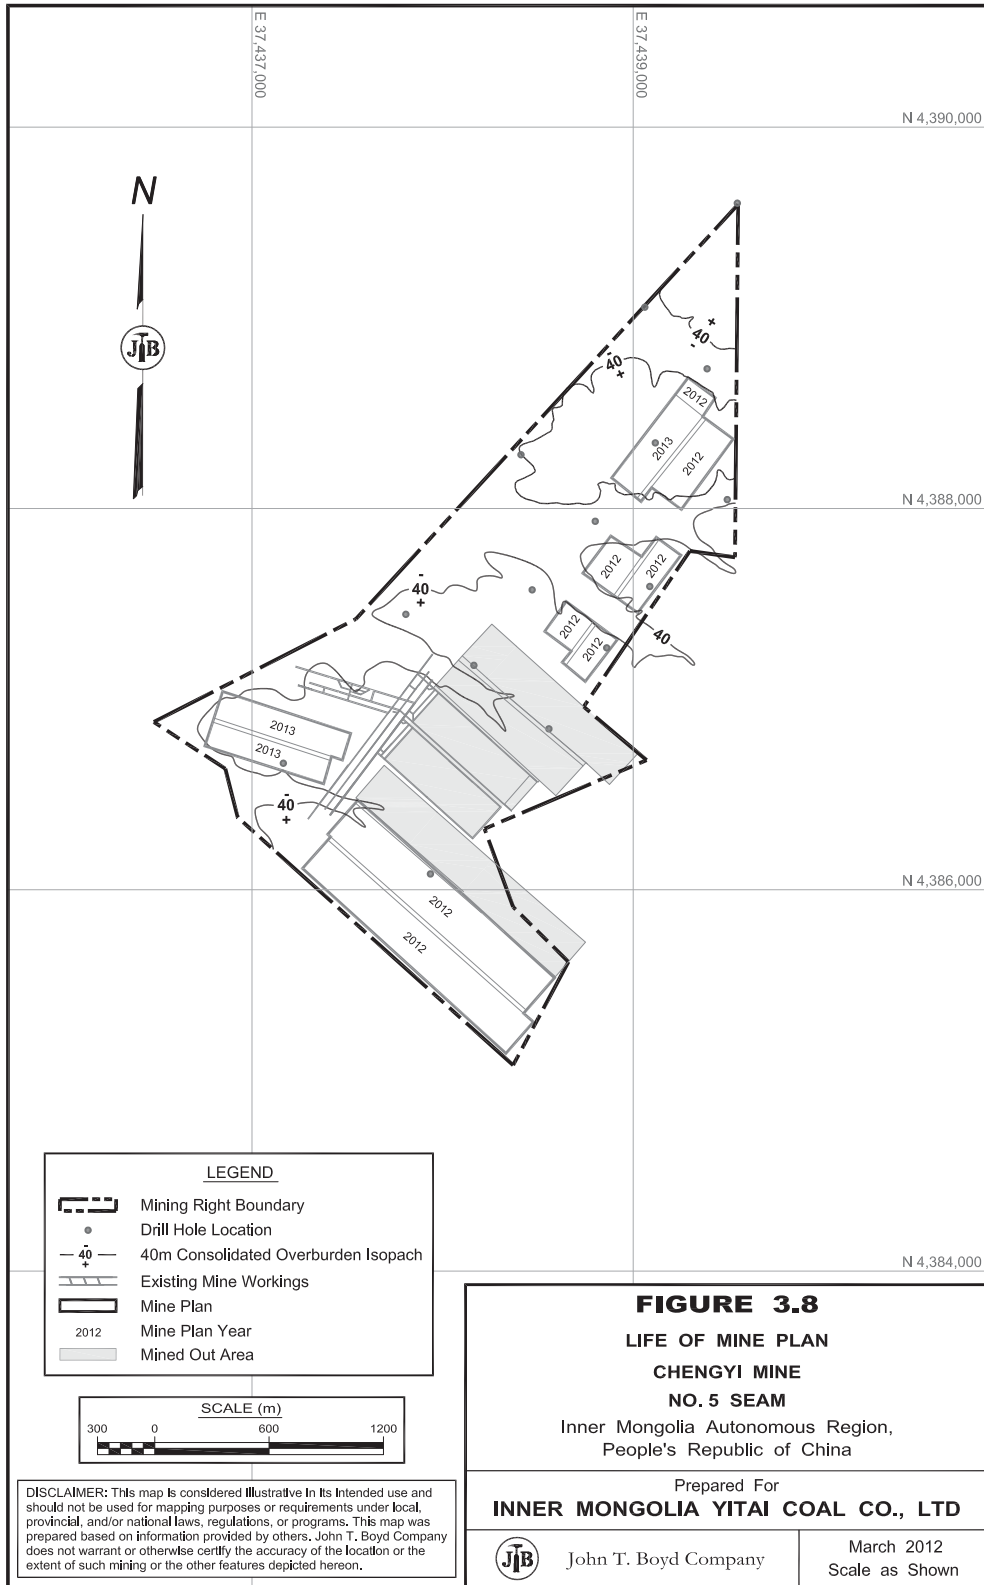 E 37,437,000
E 37,439,000
N 4,390,000
N
JTB
+
40
-
-
40
+
2012
2013
2012
N 4,388,000
2012
2012
-
40
+
2012
2012
40
2013
2013
-
40
+
N 4,386,000
2012
2012
LEGEND
Mining Right Boundary
Drill Hole Location
- 40 + 40m Consolidated Overburden Isopach
Existing Mine Workings
Mine Plan
2012 Mine Plan Year
Mined Out Area
N 4,384,000
SCALE (m)
300 0 600 1200
DISCLAIMER: This map is considered illustrative in its intended use and
should not be used for mapping purposes or requirements under local,
provincial, and/or national laws, regulations, or programs. This map was
prepared based on information provided by others. John T. Boyd Company
does not warrant or otherwise certify the accuracy of the location or the
extent of such mining or the other features depicted hereon.
FIGURE 3.8
LIFE OF MINE PLAN
CHENGYI MINE
NO. 5 SEAM
Inner Mongolia Autonomous Region,
People's Republic of China
Prepared For
INNER MONGOLIA YITAI COAL CO., LTD
JTB John T. Boyd Company
March 2012
Scale as Shown